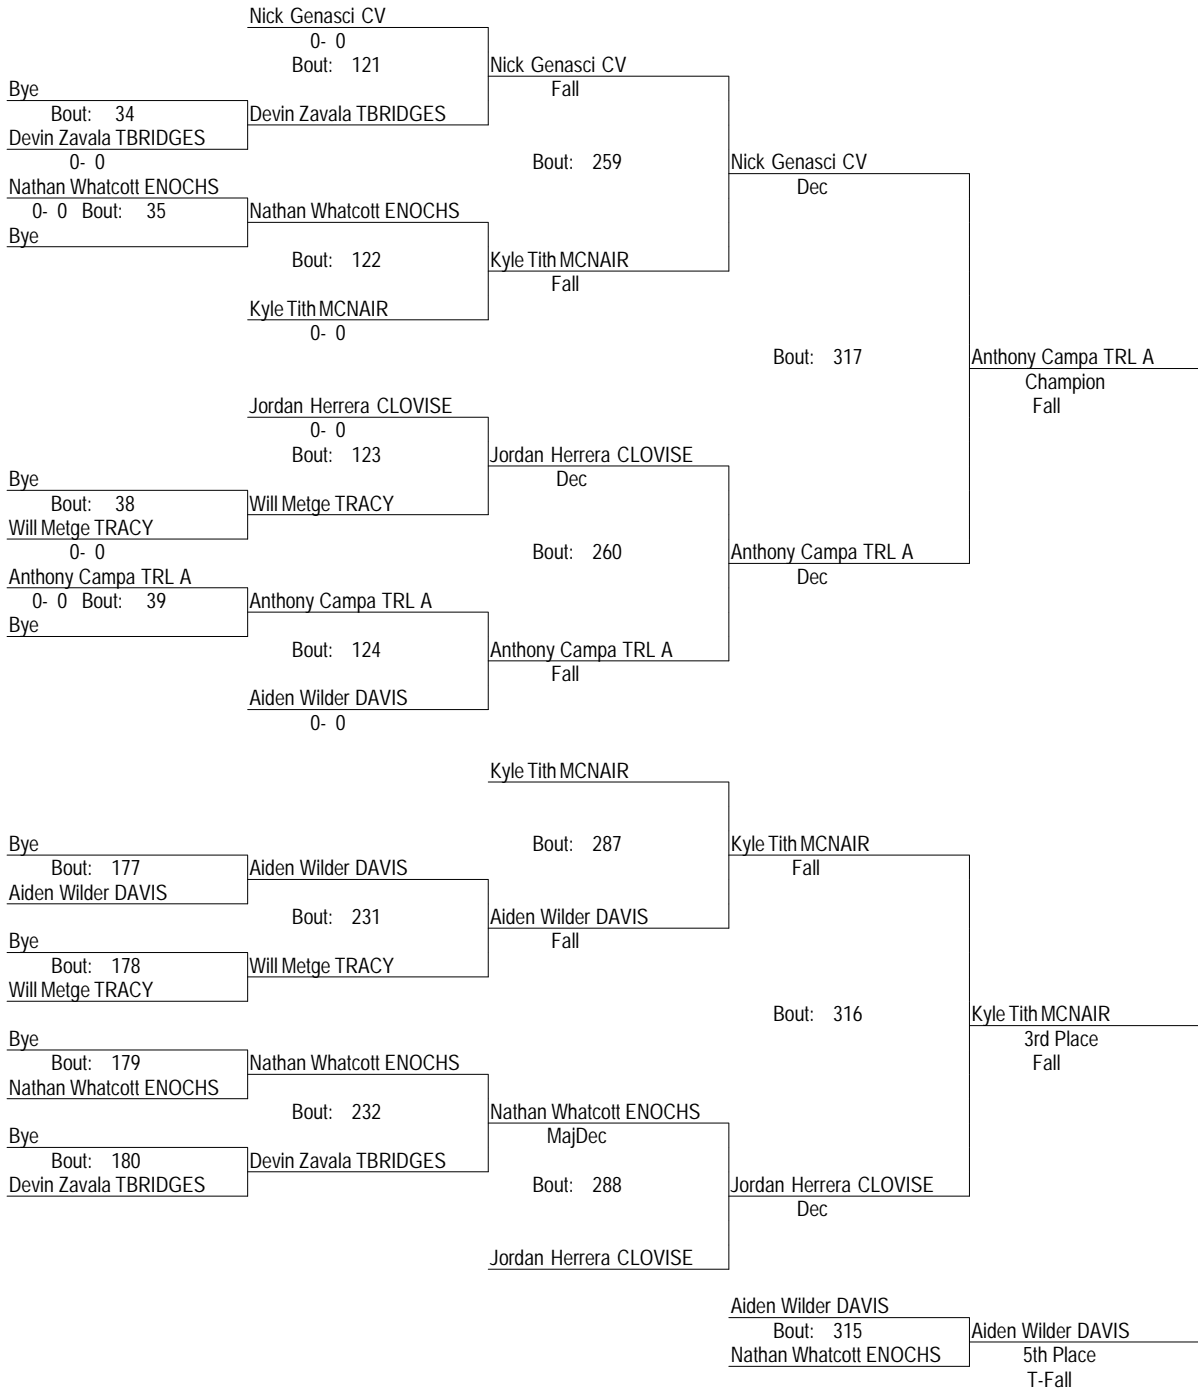 Nick Genasci CV
0- 0
Bout: 121
Nick Genasci CV
Fall
Bye
Bout: 34
Devin Zavala TBRIDGES
Devin Zavala TBRIDGES
0- 0
Bout: 259
Nick Genasci CV
Dec
Nathan Whatcott ENOCHS
0- 0 Bout: 35
Nathan Whatcott ENOCHS
Bye
Bout: 122
Kyle Tith MCNAIR
Fall
Kyle Tith MCNAIR
0- 0
Bout: 317
Anthony Campa TRL A
Champion
Fall
Jordan Herrera CLOVISE
0- 0
Bout: 123
Jordan Herrera CLOVISE
Dec
Bye
Bout: 38
Will Metge TRACY
Will Metge TRACY
0- 0
Bout: 260
Anthony Campa TRL A
Dec
Anthony Campa TRL A
0- 0 Bout: 39
Anthony Campa TRL A
Bye
Bout: 124
Anthony Campa TRL A
Fall
Aiden Wilder DAVIS
0- 0
Kyle Tith MCNAIR
Bout: 287
Kyle Tith MCNAIR
Fall
Bye
Bout: 177
Aiden Wilder DAVIS
Aiden Wilder DAVIS
Bout: 231
Aiden Wilder DAVIS
Fall
Bye
Bout: 178
Will Metge TRACY
Will Metge TRACY
Bout: 316
Kyle Tith MCNAIR
3rd Place
Fall
Bye
Bout: 179
Nathan Whatcott ENOCHS
Nathan Whatcott ENOCHS
Bout: 232
Nathan Whatcott ENOCHS
MajDec
Bye
Bout: 180
Devin Zavala TBRIDGES
Devin Zavala TBRIDGES
Bout: 288
Jordan Herrera CLOVISE
Dec
Jordan Herrera CLOVISE
Aiden Wilder DAVIS
Bout: 315
Aiden Wilder DAVIS
Nathan Whatcott ENOCHS
5th Place
T-Fall